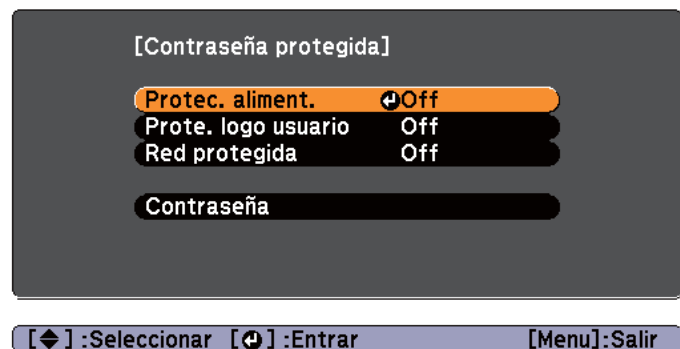 [Contraseña protegida]
Protec. aliment. Off
Prote. logo usuario Off
Red protegida Off
Contraseña
[◆] :Seleccionar [↵] :Entrar [Menu]:Salir